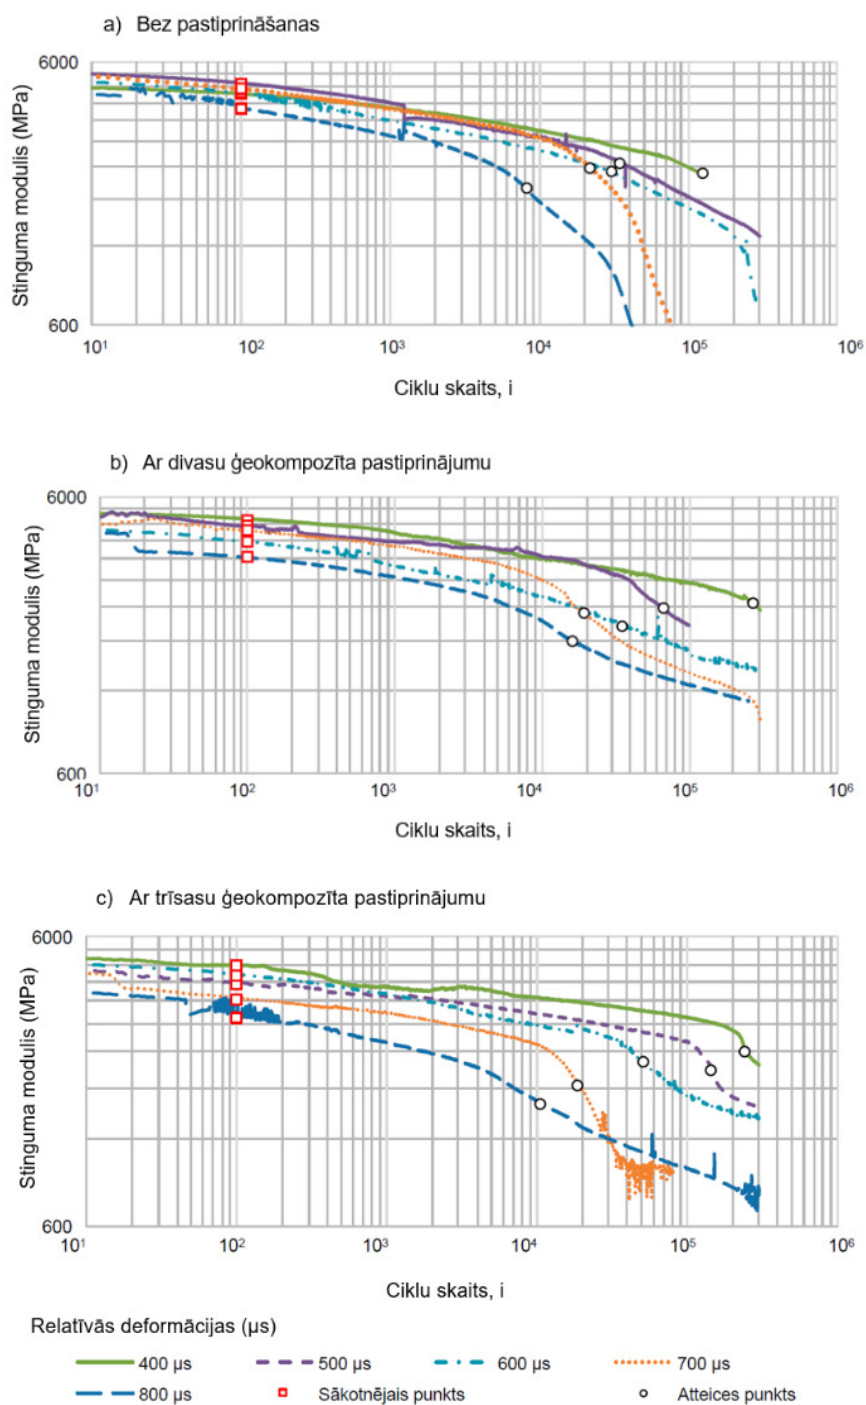 a) Bez pastiprināšanas
6000
Stinguma modulis (MPa)
600
10¹ 10² 10³ 10⁴ 10⁵ 10⁶
Ciklu skaits, i
b) Ar divasu ģeokompozīta pastiprinājumu
6000
Stinguma modulis (MPa)
600
10¹ 10² 10³ 10⁴ 10⁵ 10⁶
Ciklu skaits, i
c) Ar trīsasu ģeokompozīta pastiprinājumu
6000
Stinguma modulis (MPa)
600
10¹ 10² 10³ 10⁴ 10⁵ 10⁶
Ciklu skaits, i
Relatīvās deformācijas (µs)
400 µs 500 µs 600 µs 700 µs
800 µs Sākotnējais punkts Atteices punkts